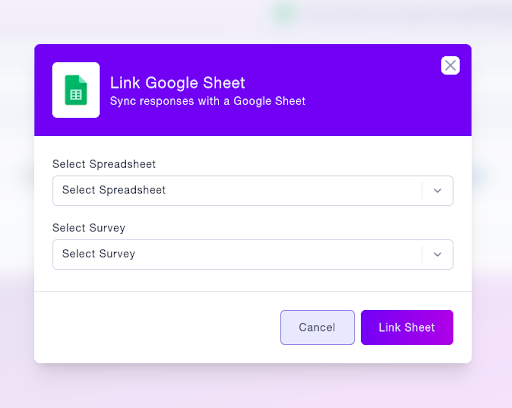 Link Google Sheet
Sync responses with a Google Sheet
Select Spreadsheet
Select Spreadsheet
Select Survey
Select Survey
Cancel
Link Sheet